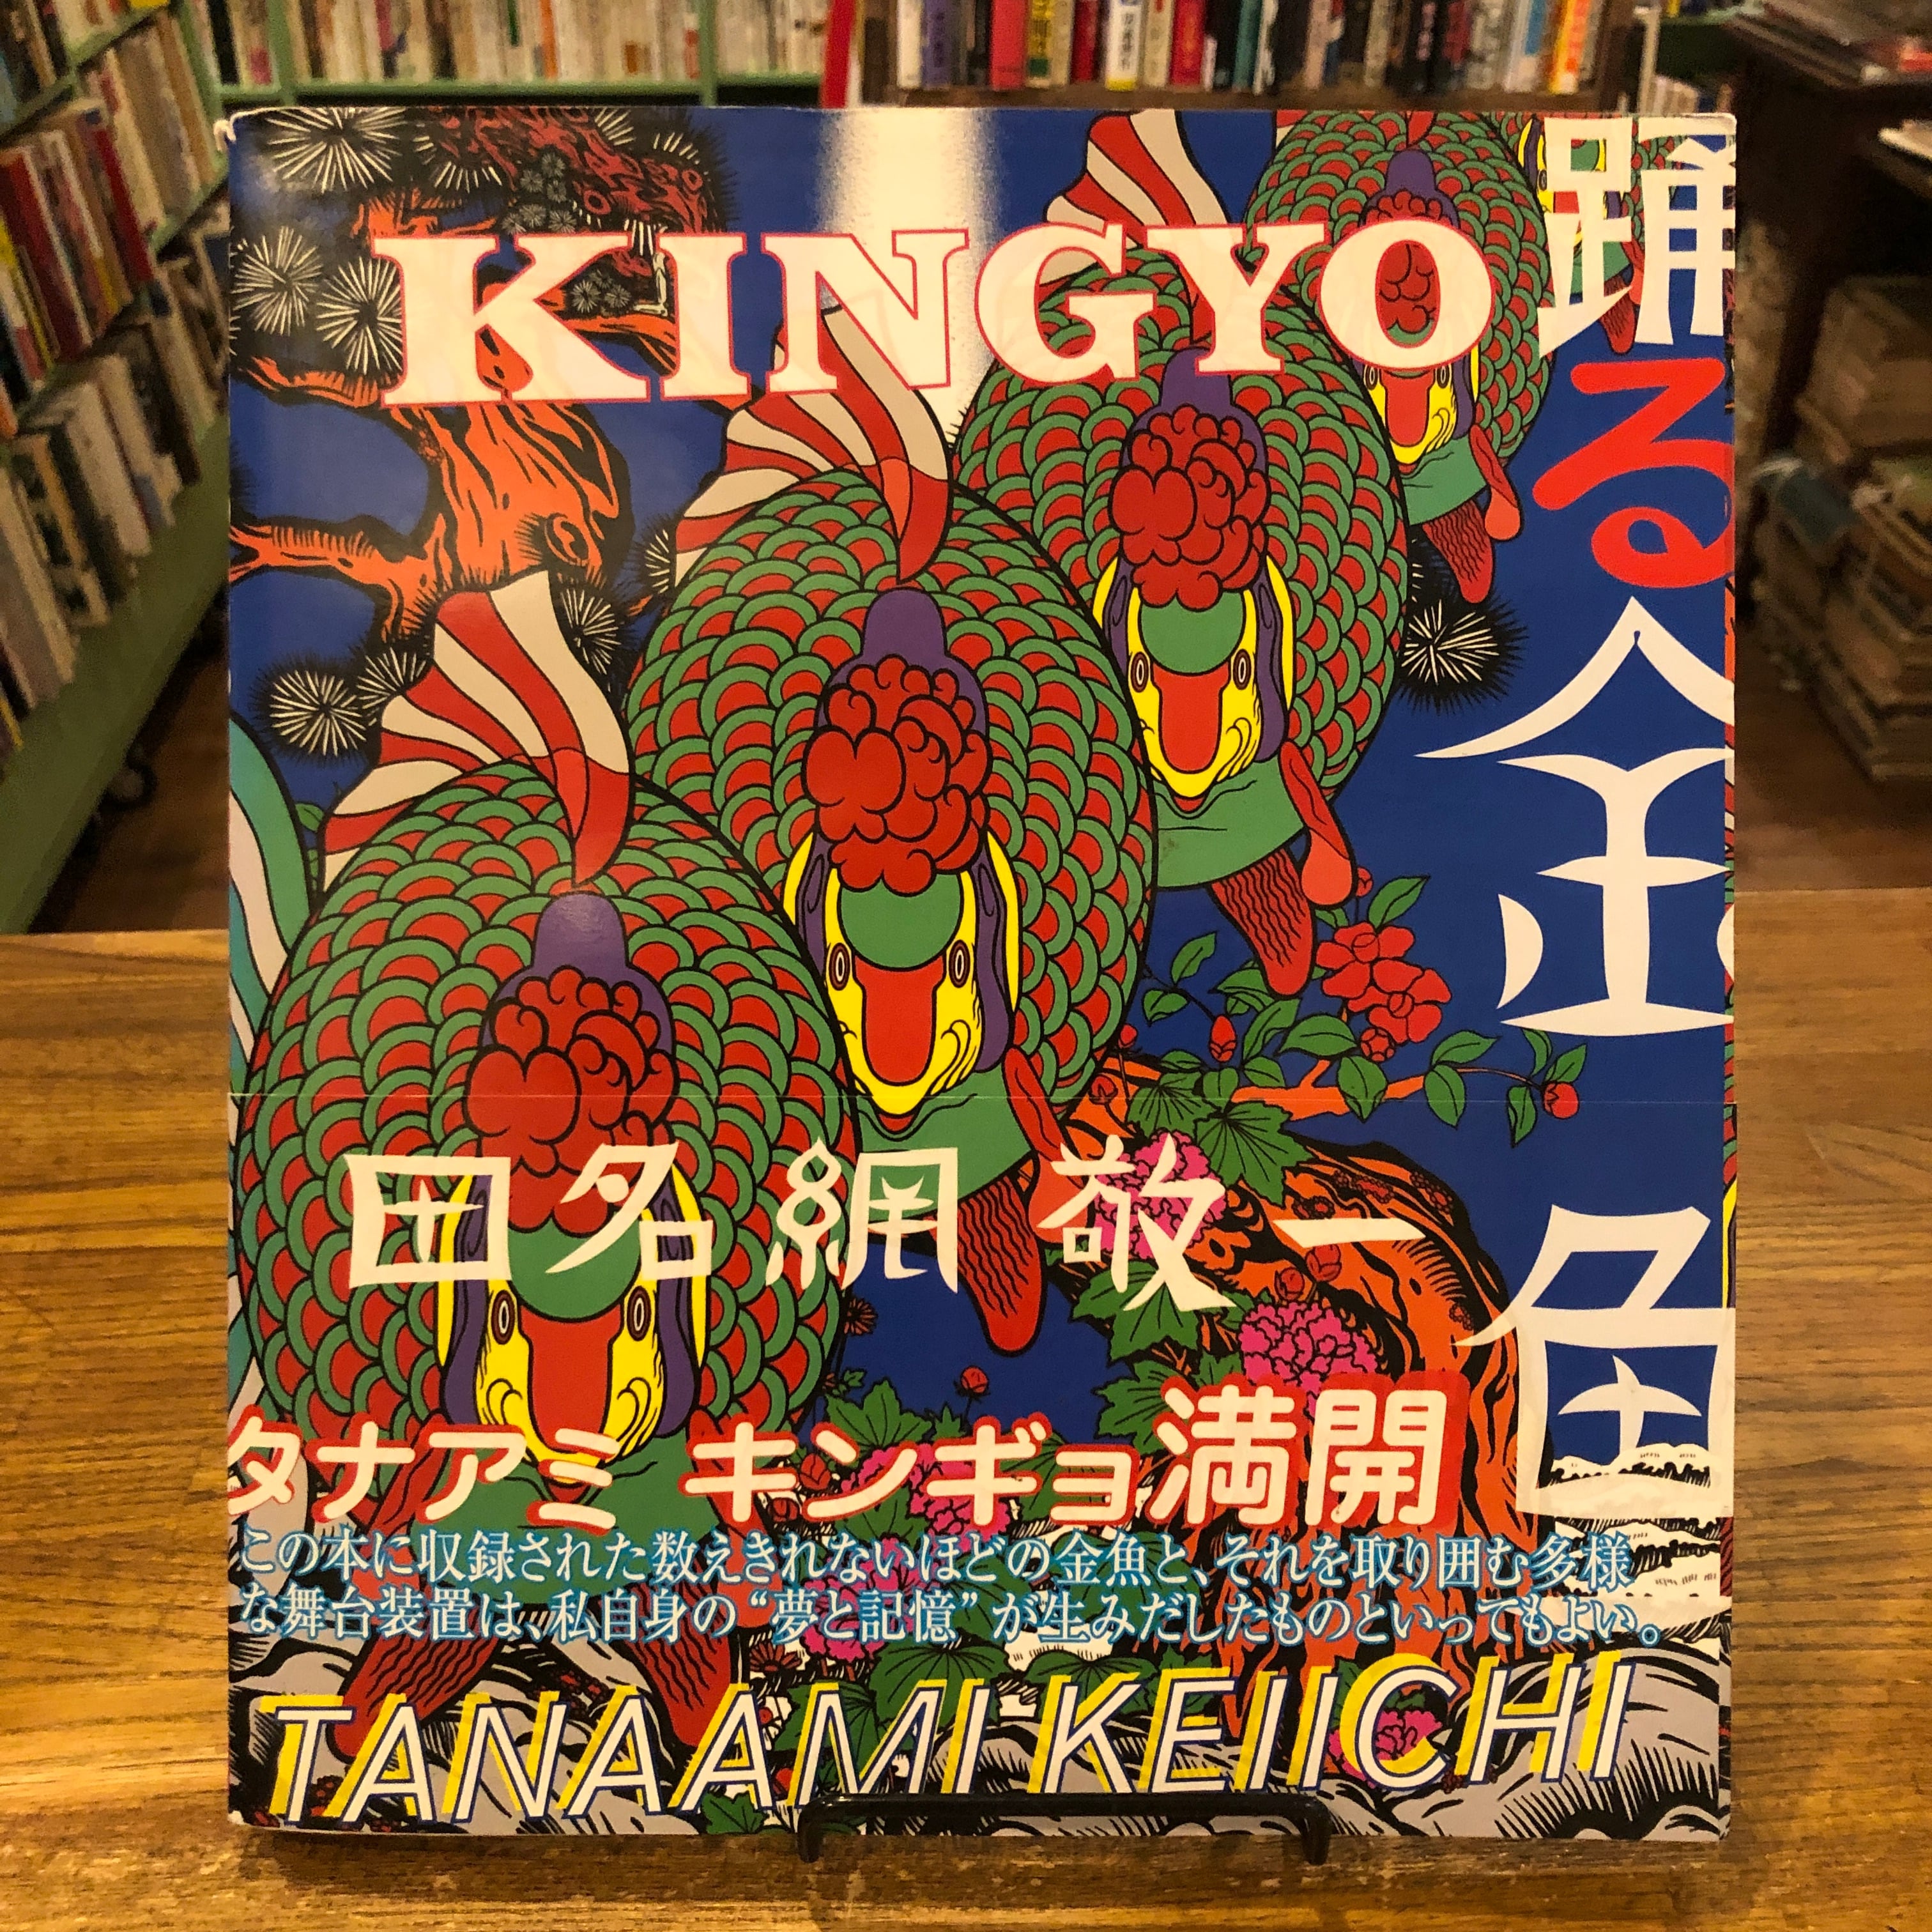 KINGYO
踊る金魚
田名網敬一
タナアミ キンギョ満開
この本に収録された数えきれないほどの金魚と、それを取り囲む多様
な舞台装置は、私自身の“夢と記憶”が生みだしたものといってもよい。
TANAAMI KEIICHI